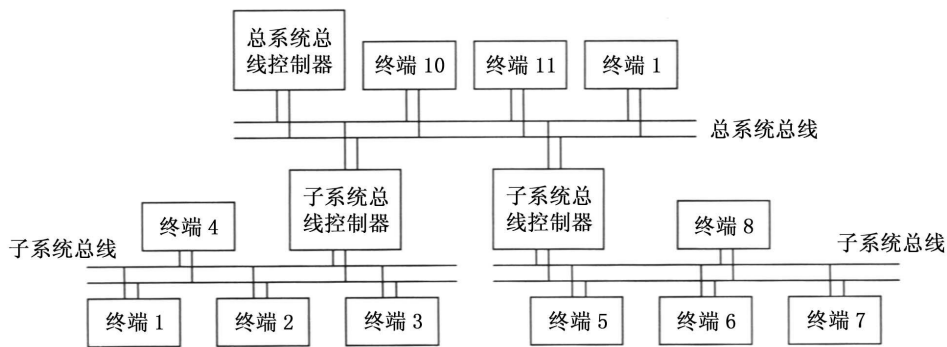 总系统总
线控制器
终端 10
终端 11
终端 1
总系统总线
子系统总
线控制器
子系统总
线控制器
终端 4
终端 8
子系统总线
子系统总线
终端 1
终端 2
终端 3
终端 5
终端 6
终端 7